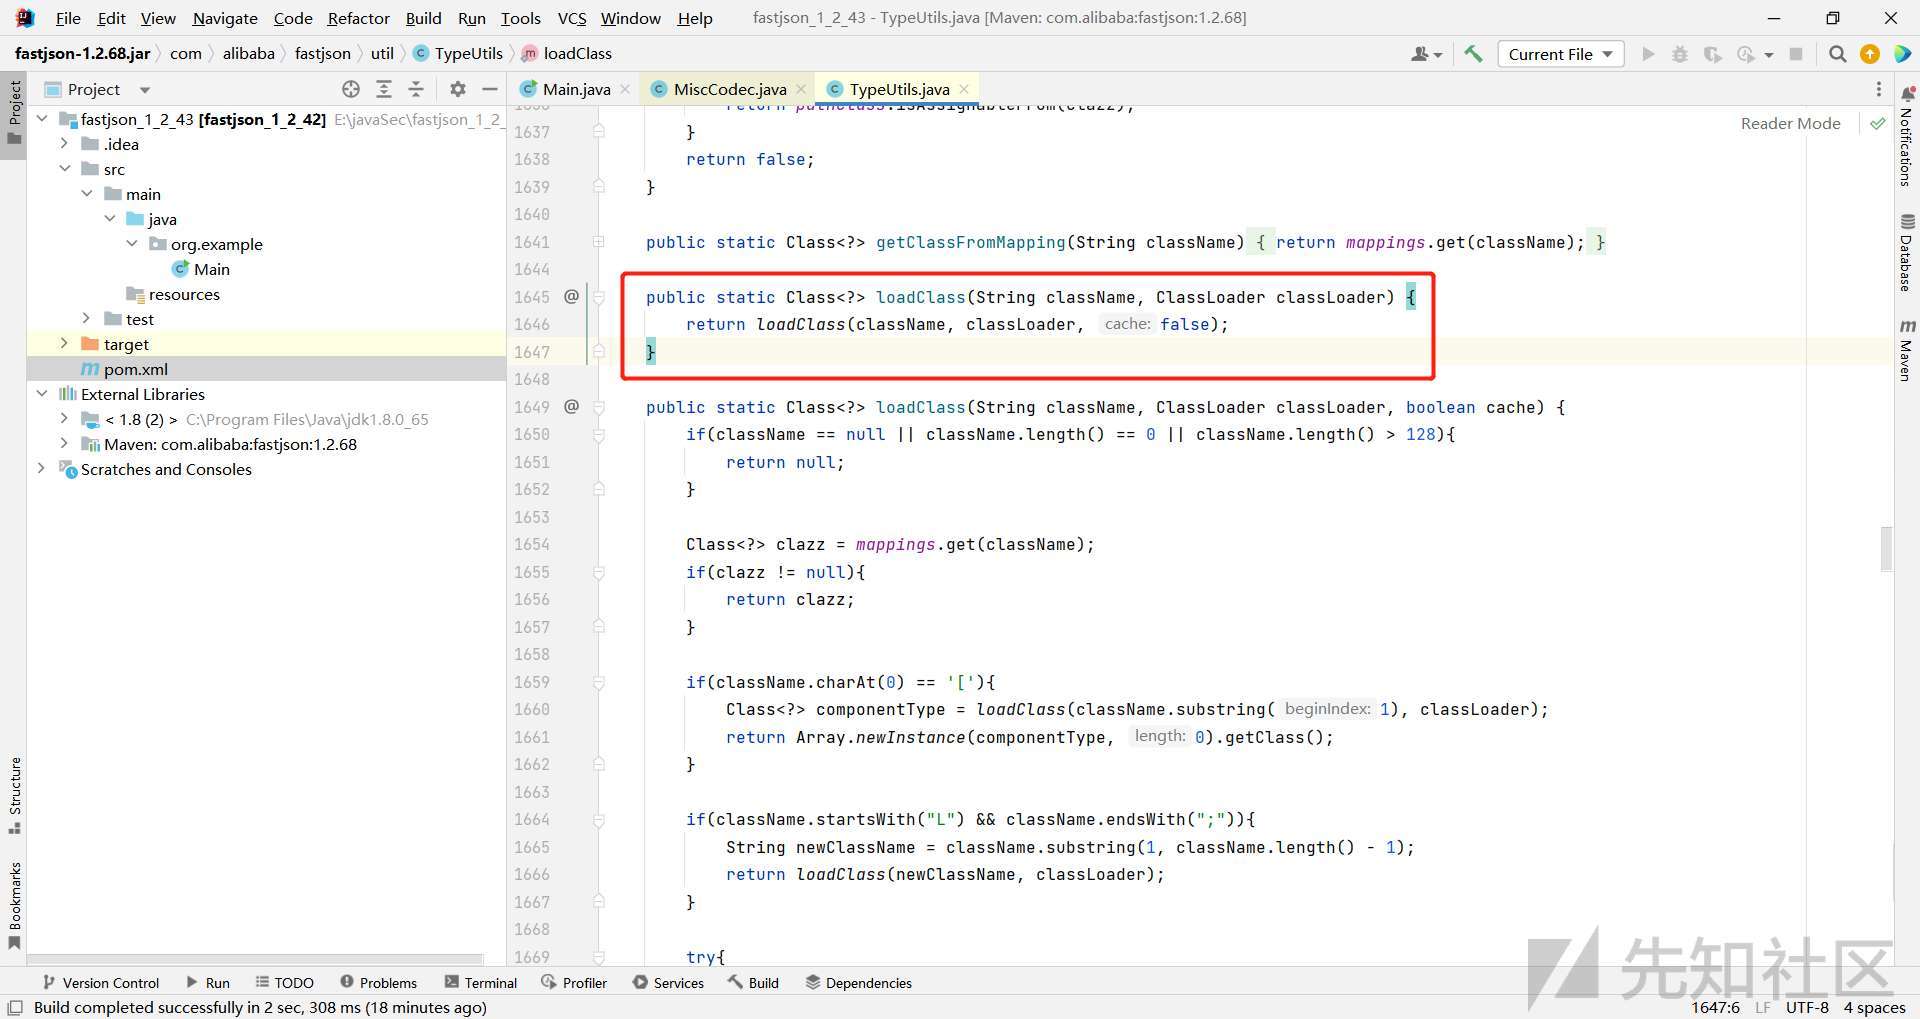 File Edit View Navigate Code Refactor Build Run Tools VCS Window Help fastjson_1_2_43 - TypeUtils.java [Maven: com.alibaba:fastjson:1.2.68]
fastjson-1.2.68.jar com alibaba fastjson util TypeUtils loadClass Current File
Project
Main.java MiscCodec.java TypeUtils.java
Project
Structure
Bookmarks
fastjson_1_2_43 [fastjson_1_2_42] E:\javaSec\fastjson_1_2_
.idea
src
main
java
org.example
Main
resources
test
target
pom.xml
External Libraries
< 1.8 (2) > C:\Program Files\Java\jdk1.8.0_65
Maven: com.alibaba:fastjson:1.2.68
Scratches and Consoles
Reader Mode
1637 }
1638 return false;
1639 }
1640
1641 public static Class<?> getClassFromMapping(String className) { return mappings.get(className); }
1644
1645 @ public static Class<?> loadClass(String className, ClassLoader classLoader) {
1646 return loadClass(className, classLoader, cache: false);
1647 }
1648
1649 @ public static Class<?> loadClass(String className, ClassLoader classLoader, boolean cache) {
1650 if(className == null || className.length() == 0 || className.length() > 128){
1651 return null;
1652 }
1653
1654 Class<?> clazz = mappings.get(className);
1655 if(clazz != null){
1656 return clazz;
1657 }
1658
1659 if(className.charAt(0) == '['){
1660 Class<?> componentType = loadClass(className.substring( beginIndex: 1), classLoader);
1661 return Array.newInstance(componentType, length: 0).getClass();
1662 }
1663
1664 if(className.startsWith("L") && className.endsWith(";")){
1665 String newClassName = className.substring(1, className.length() - 1);
1666 return loadClass(newClassName, classLoader);
1667 }
1668
1669 try{
Notifications
Database
Maven
先知社区
Version Control Run TODO Problems Terminal Profiler Services Build Dependencies
Build completed successfully in 2 sec, 308 ms (18 minutes ago) 1647:6 LF UTF-8 4 spaces